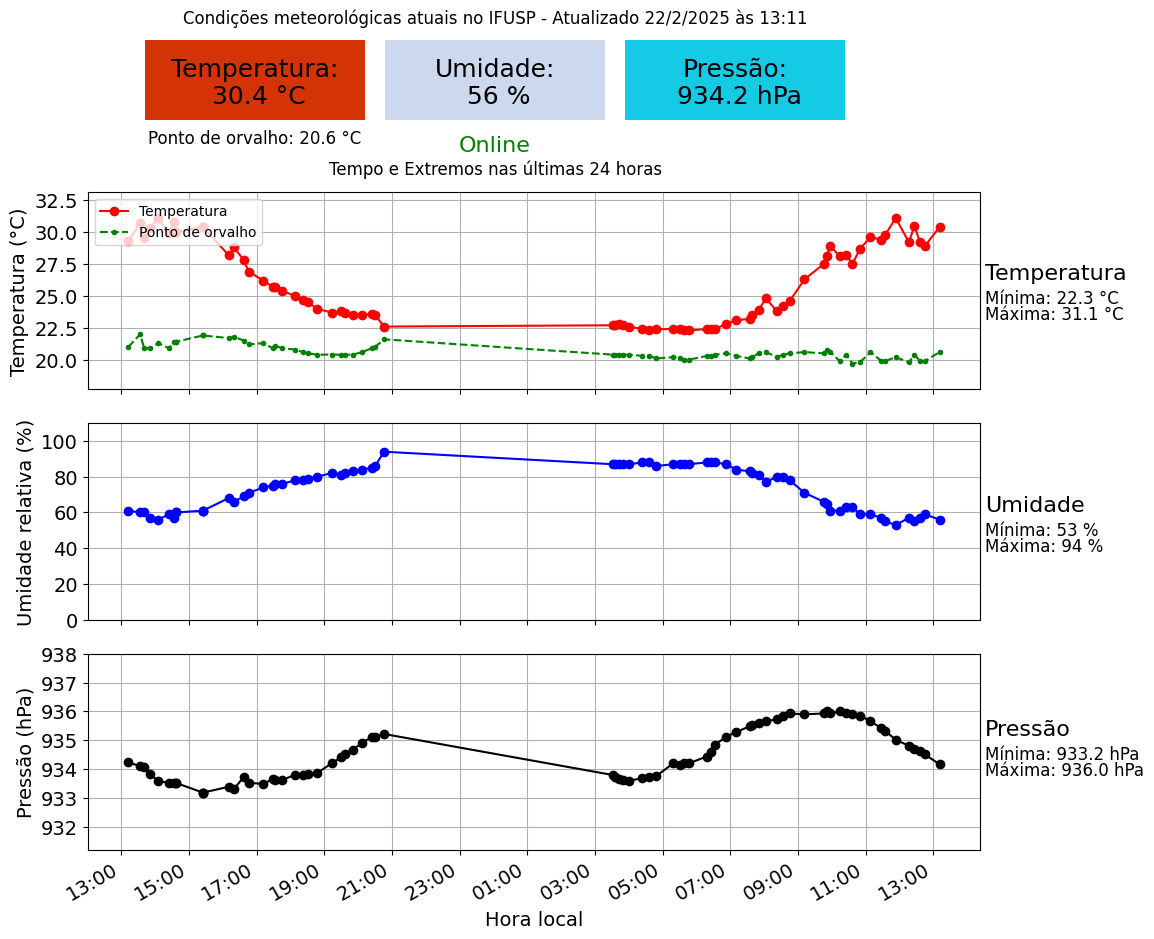 Condições meteorológicas atuais no IFUSP - Atualizado 22/2/2025 às 13:11
Temperatura:
30.4 °C
Umidade:
56 %
Pressão:
934.2 hPa
Ponto de orvalho: 20.6 °C
Online
Tempo e Extremos nas últimas 24 horas
Temperatura (°C)
32.5
30.0
27.5
25.0
22.5
20.0
Temperatura
Ponto de orvalho
Temperatura
Mínima: 22.3 °C
Máxima: 31.1 °C
Umidade relativa (%)
100
80
60
40
20
0
Umidade
Mínima: 53 %
Máxima: 94 %
Pressão (hPa)
938
937
936
935
934
933
932
Pressão
Mínima: 933.2 hPa
Máxima: 936.0 hPa
13:00
15:00
17:00
19:00
21:00
23:00
01:00
03:00
05:00
07:00
09:00
11:00
13:00
Hora local